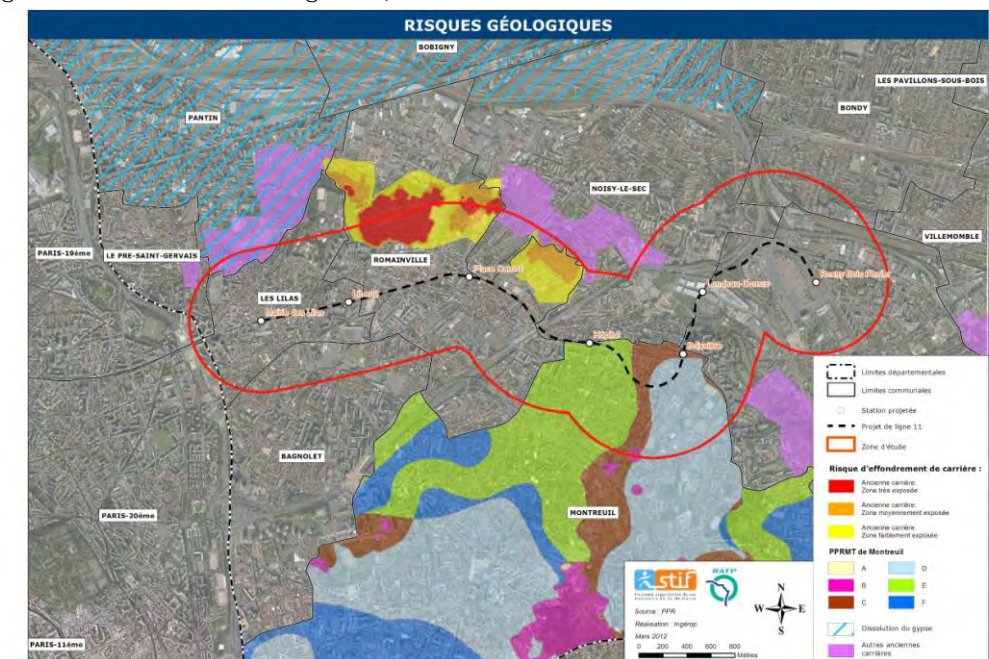 RISQUES GÉOLOGIQUES
BOBIGNY
LES PAVILLONS-SOUS-BOIS
BONDY
PANTIN
NOISY-LE-SEC
VILLEMOMBLE
PARIS-19ème
LE PRE-SAINT-GERVAIS
ROMAINVILLE
Place Carnot
Rosny Bois Perrier
Londeau-Domus
LES LILAS
Liberté
Mairie des Lilas
Hôpital
Boissière
BAGNOLET
PARIS-20ème
MONTREUIL
PARIS-11ème
Limites départementales
Limites communales
Station projetée
Projet de ligne 11
Zone d'étude
Risque d'effondrement de carrière :
Ancienne carrière:
Zone très exposée
Ancienne carrière:
Zone moyennement exposée
Ancienne carrière
Zone faiblement exposée
PPRMT de Montreuil
A D
B E
C F
Dissolution du gypse
Autres anciennes
carrières
stif
RATP
Source : PPR
Réalisation : Ingérop
Mars 2012
0 200 400 600 800
Mètres
N
W E
S